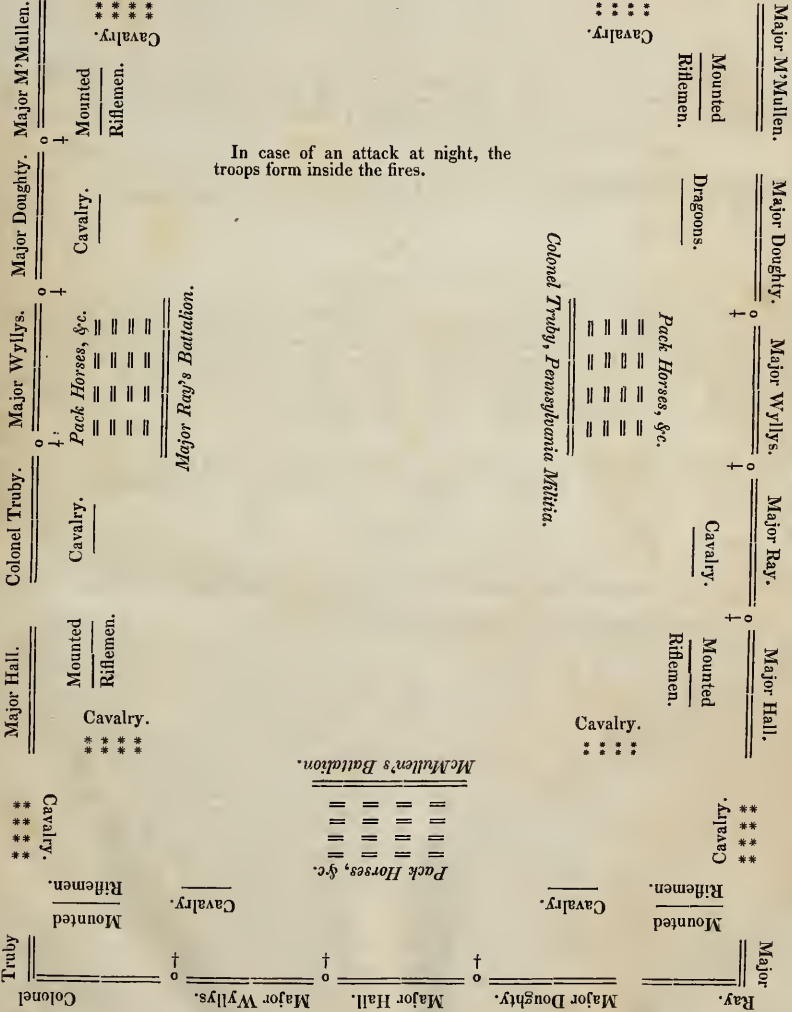 Major M'Mullen.
Major Doughty.
Major Wyllys.
Colonel Truby.
Major Hall.
Cavalry.
Mounted
Riflemen.
Cavalry.
Pack Horses, &c.
Major Ray's Battalion.
Cavalry.
Mounted
Riflemen.
Cavalry.
In case of an attack at night, the
troops form inside the fires.
Cavalry.
Mounted
Riflemen.
Dragoons.
Colonel Truby, Pennsylvania Militia.
Pack Horses, &c.
Cavalry.
Mounted
Riflemen.
Cavalry.
Major M'Mullen.
Major Doughty.
Major Wyllys.
Major Ray.
Major Hall.
Cavalry.
Mounted
Riflemen.
Cavalry.
McMullen's Battalion.
Pack Horses, &c.
Cavalry.
Cavalry.
Mounted
Riflemen.
Colonel
Truby
Major Wyllys.
Major Hall.
Major Doughty.
Major
Ray.